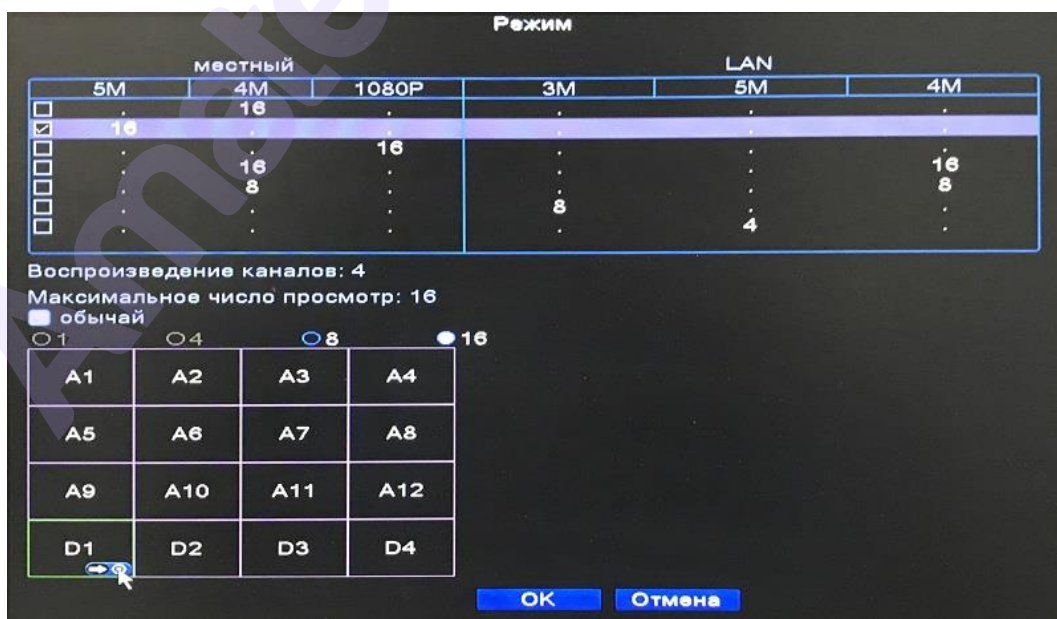 Режим
местный LAN
5M 4M 1080P 3M 5M 4M
. 16 . . . .
16 . . . . .
. . 16 . . .
. 16 . . . 16
. 8 . . . 8
. . . 8 . .
. . . . 4 .
Воспроизведение каналов: 4
Максимальное число просмотр: 16
обычай
1 4 8 16
A1 A2 A3 A4
A5 A6 A7 A8
A9 A10 A11 A12
D1 D2 D3 D4
OK Отмена
Amate